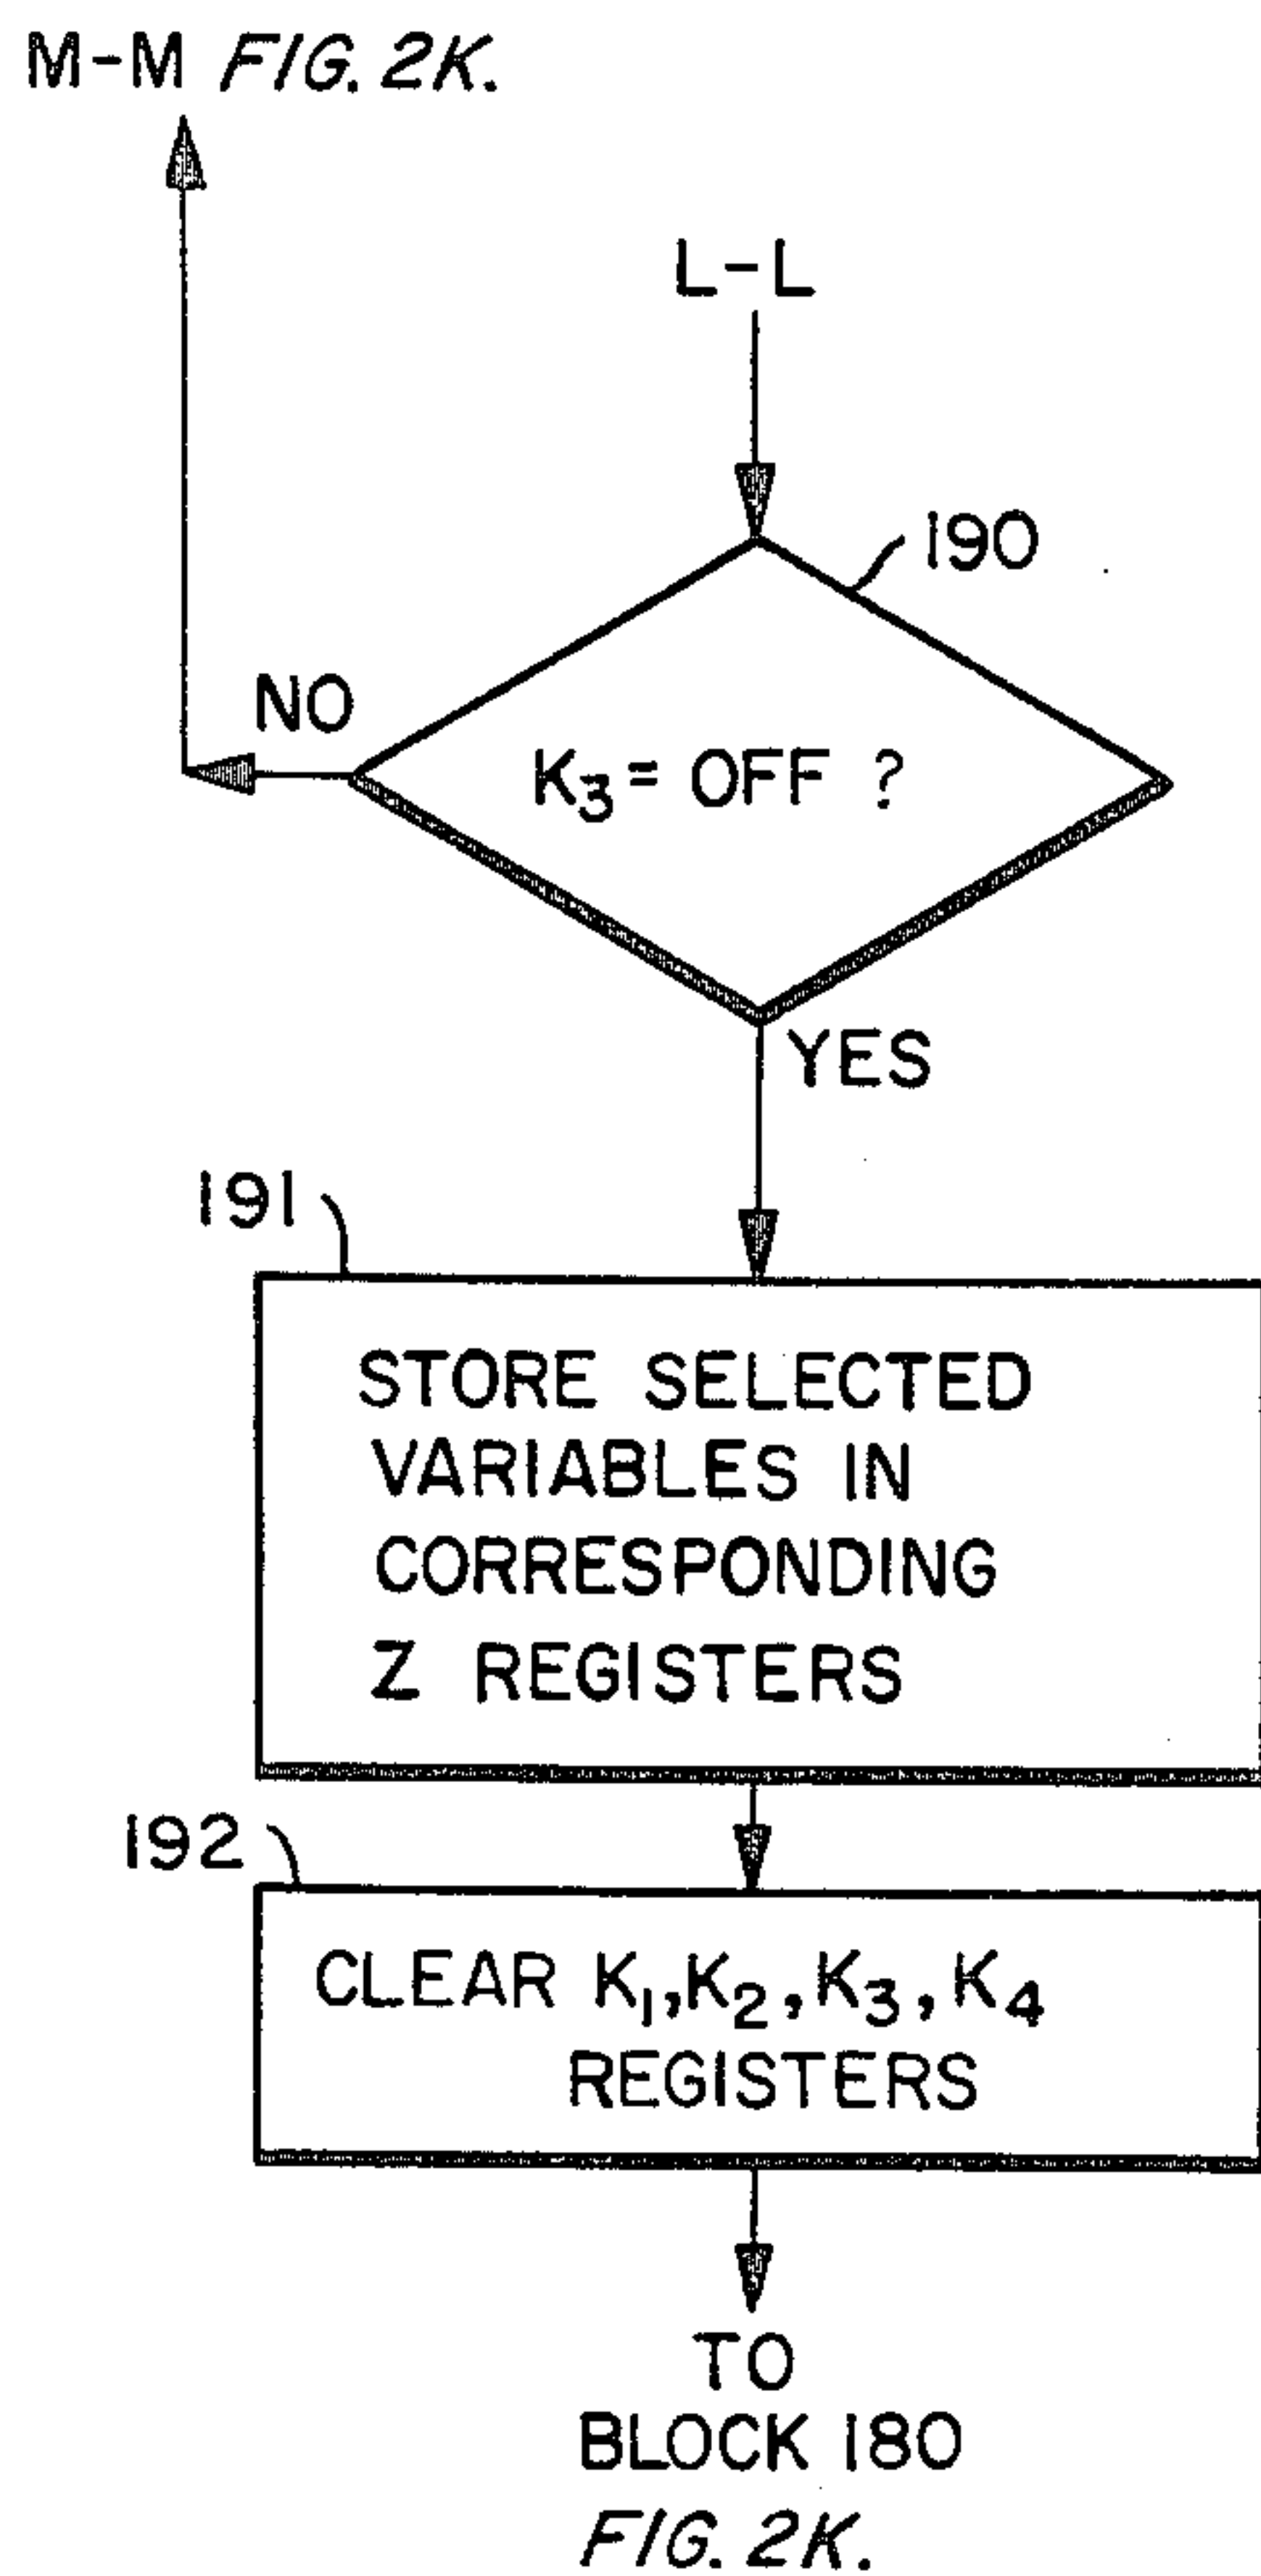 M-M FIG. 2K.
L-L
190
NO
K₃ = OFF ?
YES
191
STORE SELECTED
VARIABLES IN
CORRESPONDING
Z REGISTERS
192
CLEAR K₁, K₂, K₃, K₄
REGISTERS
TO
BLOCK 180
FIG. 2K.